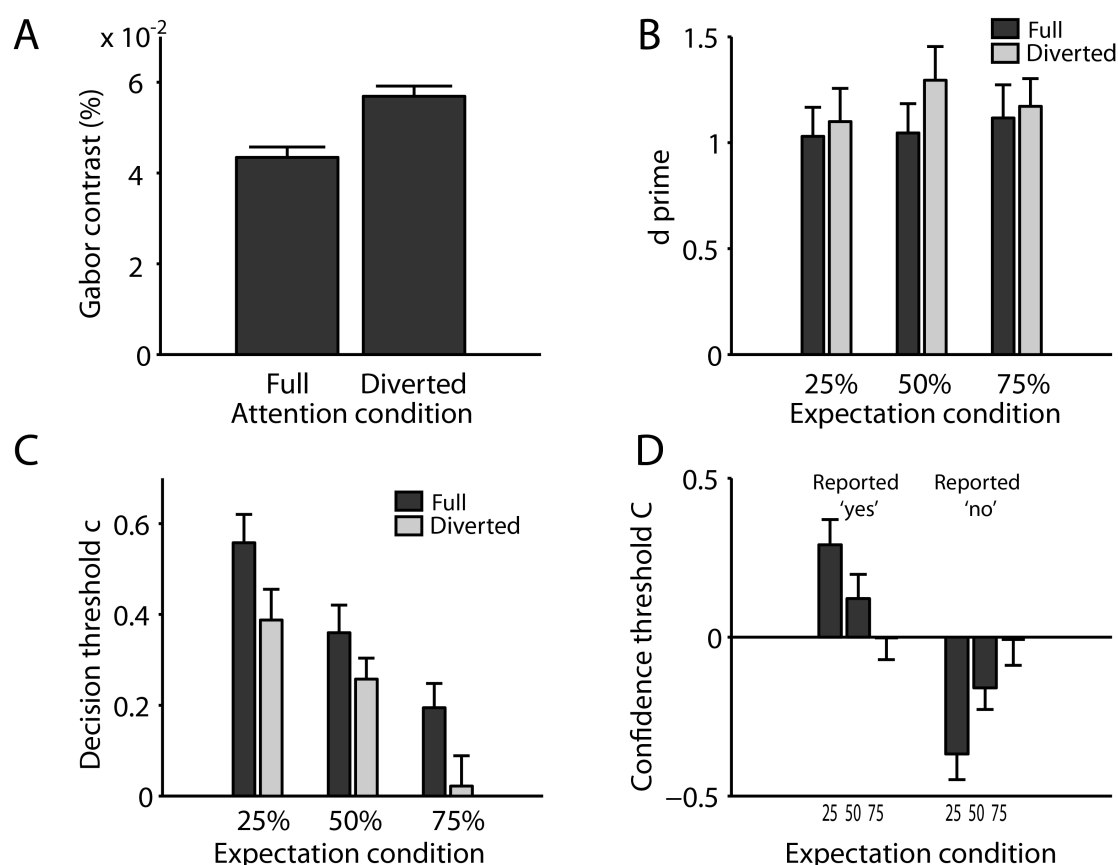 A
x 10-2
6
4
2
0
Gabor contrast (%)
Full Diverted
Attention condition
B
Full
Diverted
1.5
1
0.5
0
d prime
25% 50% 75%
Expectation condition
C
Full
Diverted
0.6
0.4
0.2
0
Decision threshold c
25% 50% 75%
Expectation condition
D
Reported Reported
‘yes’ ‘no’
0.5
0
−0.5
Confidence threshold C
25 50 75 25 50 75
Expectation condition